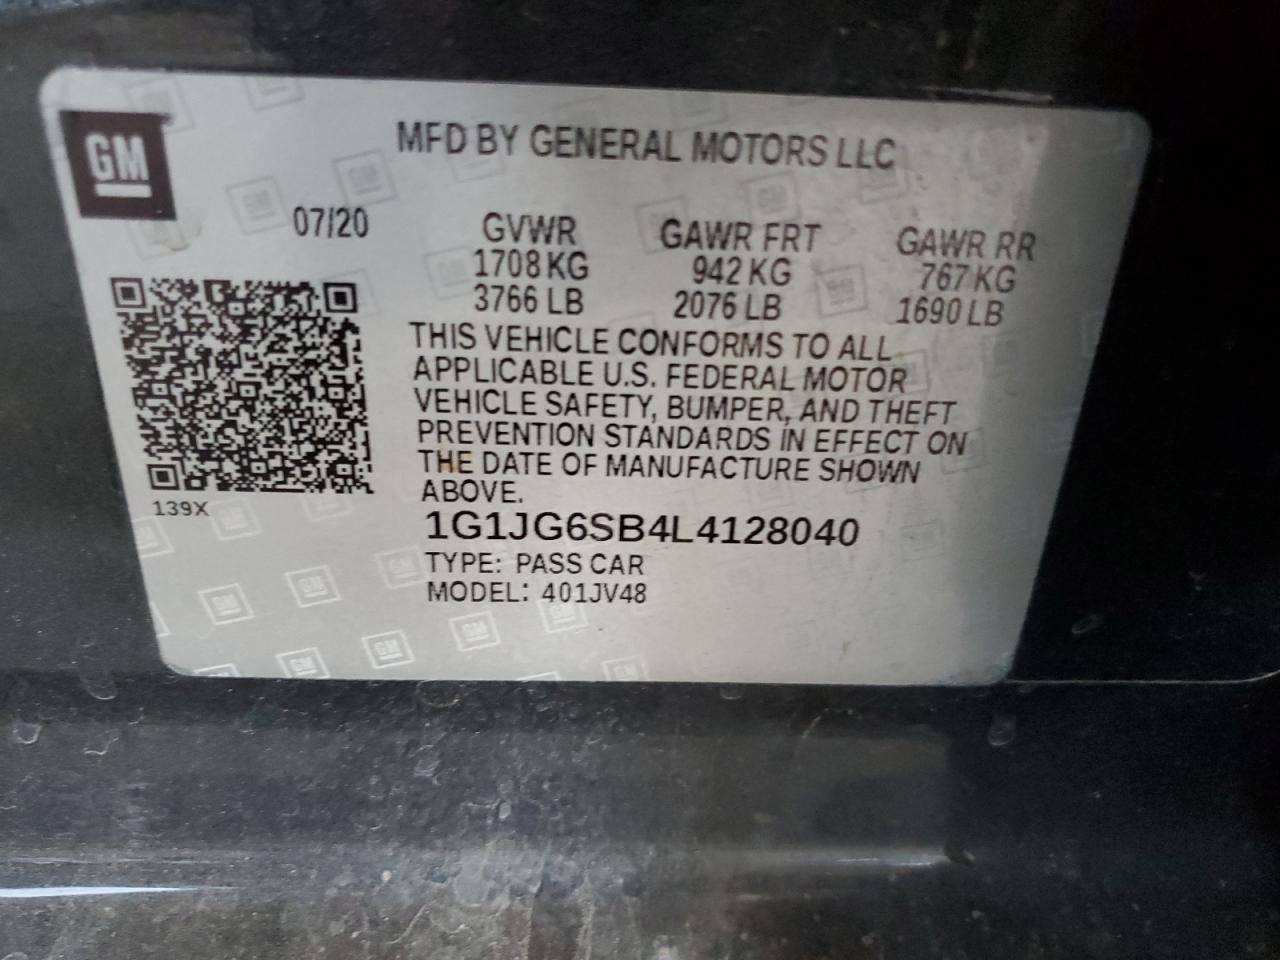 GM
MFD BY GENERAL MOTORS LLC
07/20 GVWR GAWR FRT GAWR RR
1708 KG 942 KG 767 KG
3766 LB 2076 LB 1690 LB
THIS VEHICLE CONFORMS TO ALL
APPLICABLE U.S. FEDERAL MOTOR
VEHICLE SAFETY, BUMPER, AND THEFT
PREVENTION STANDARDS IN EFFECT ON
THE DATE OF MANUFACTURE SHOWN
ABOVE.
139X
1G1JG6SB4L4128040
TYPE: PASS CAR
MODEL: 401JV48